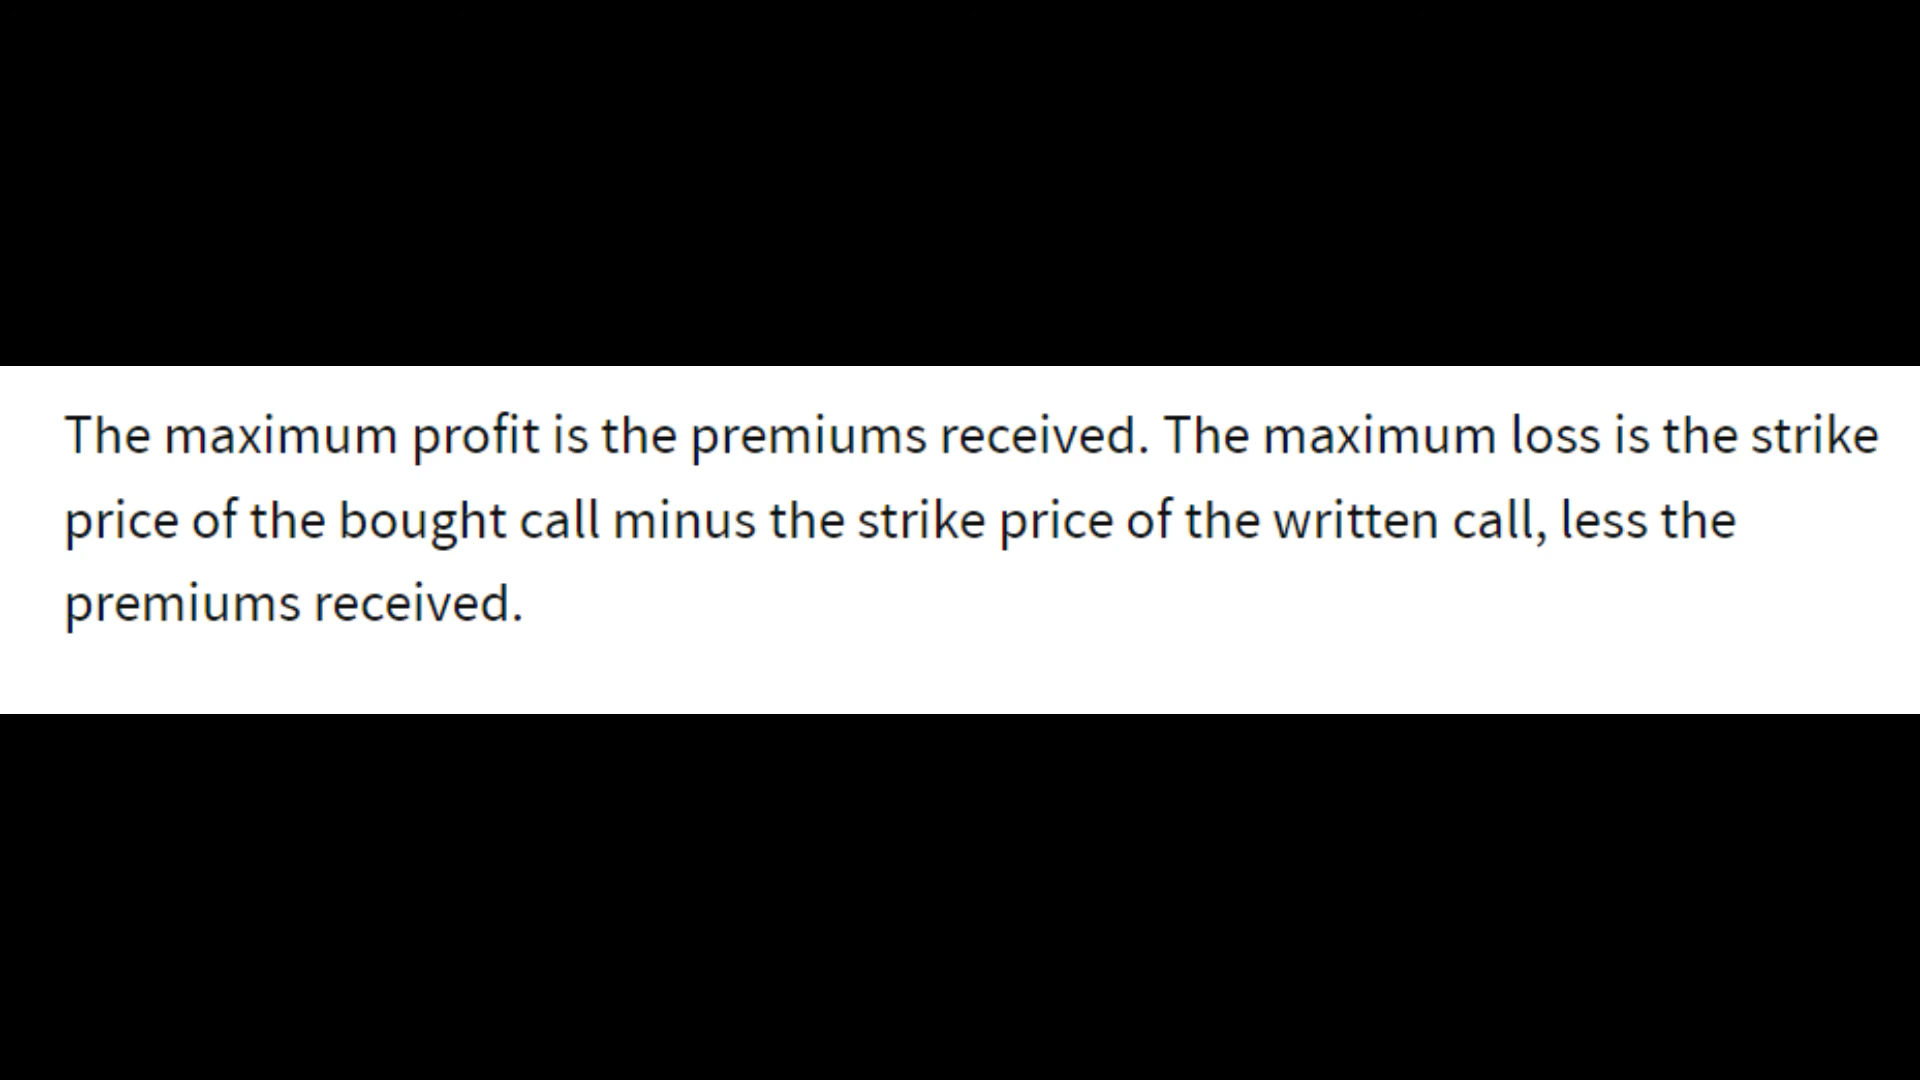 The maximum profit is the premiums received. The maximum loss is the strike
price of the bought call minus the strike price of the written call, less the
premiums received.